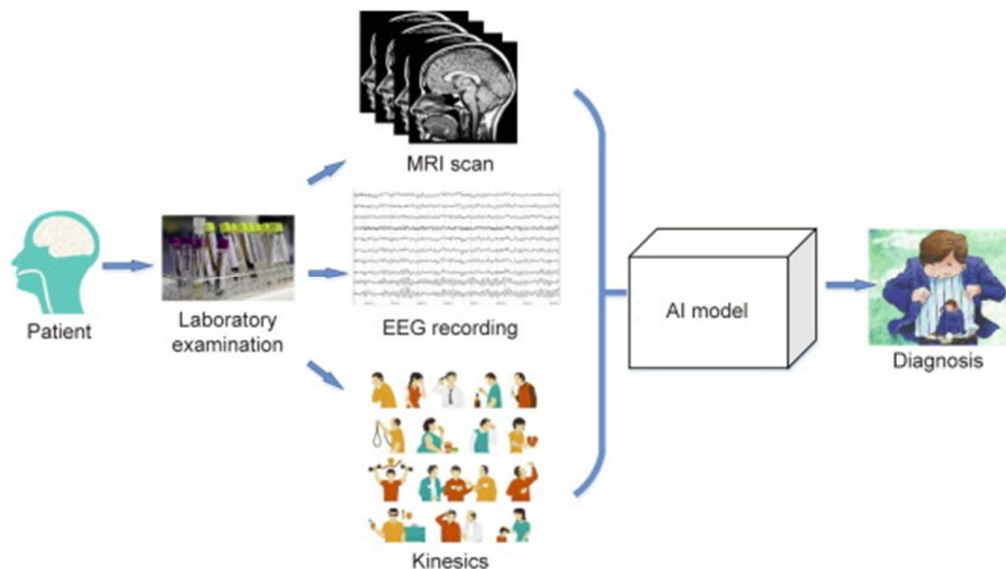 MRI scan
Patient
Laboratory
examination
EEG recording
Kinesics
AI model
Diagnosis